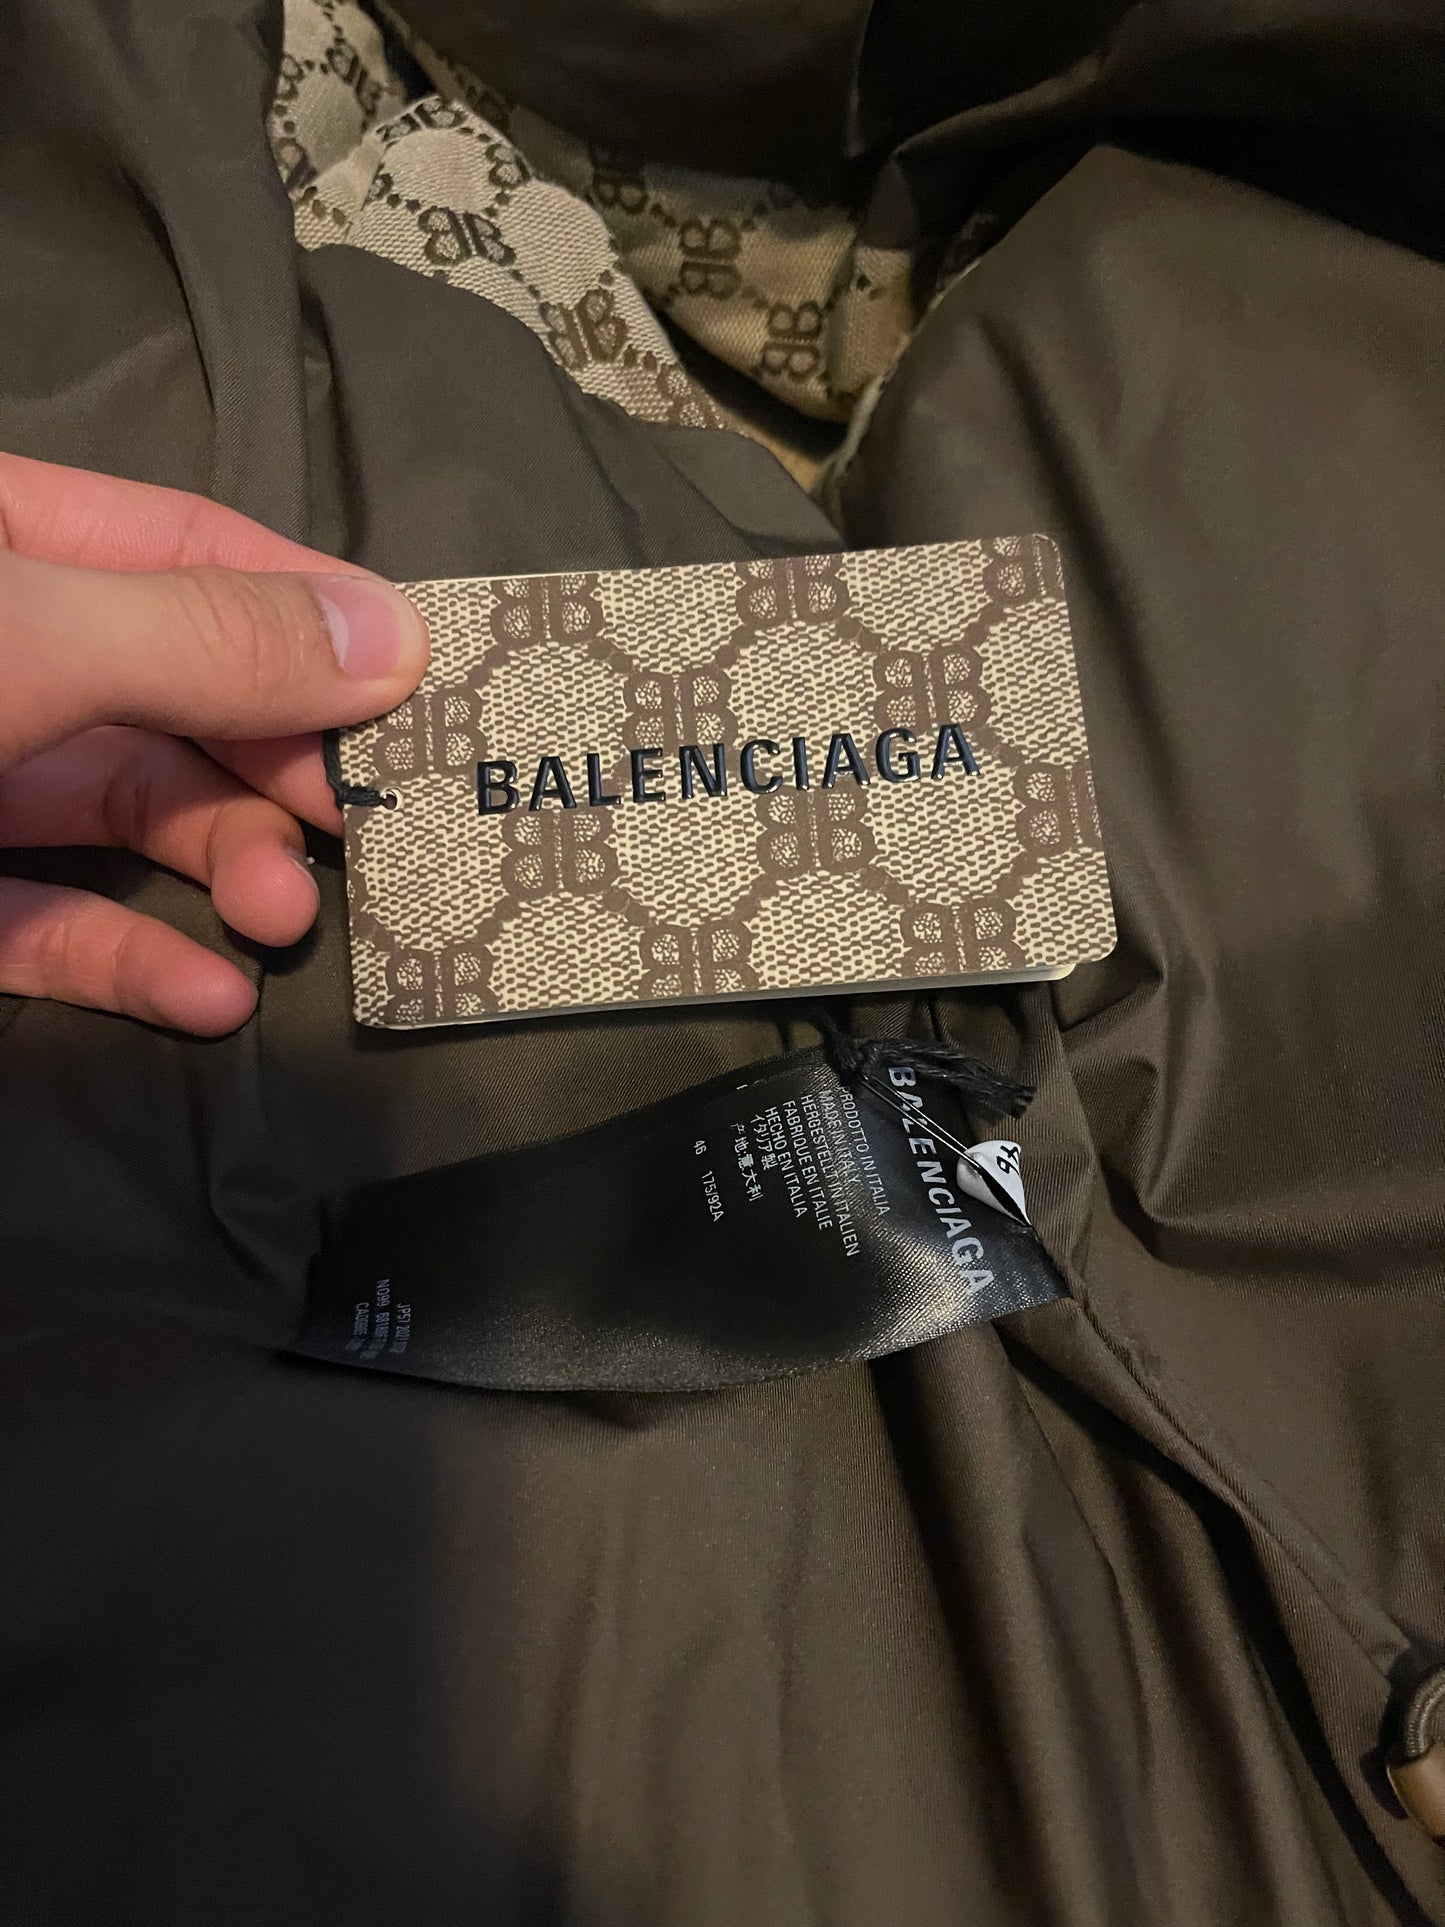 BALENCIAGA
BALENCIAGA
PRODOTTO IN ITALIA
MADE IN ITALY
HERGESTELLT IN ITALIEN
FABRIQUE EN ITALIE
HECHO EN ITALIA
イタリア製
产地:意大利
46 175/92A